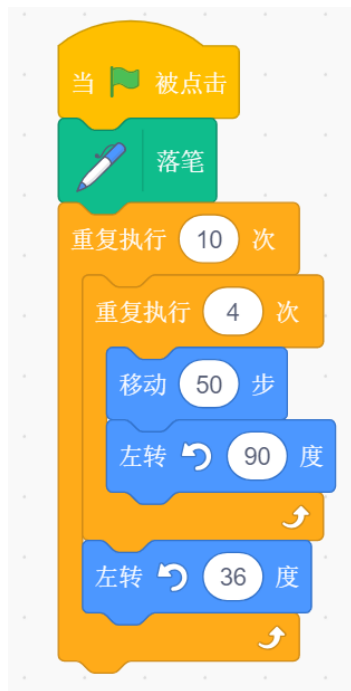 当 被点击
落笔
重复执行 10 次
重复执行 4 次
移动 50 步
左转 90 度
左转 36 度